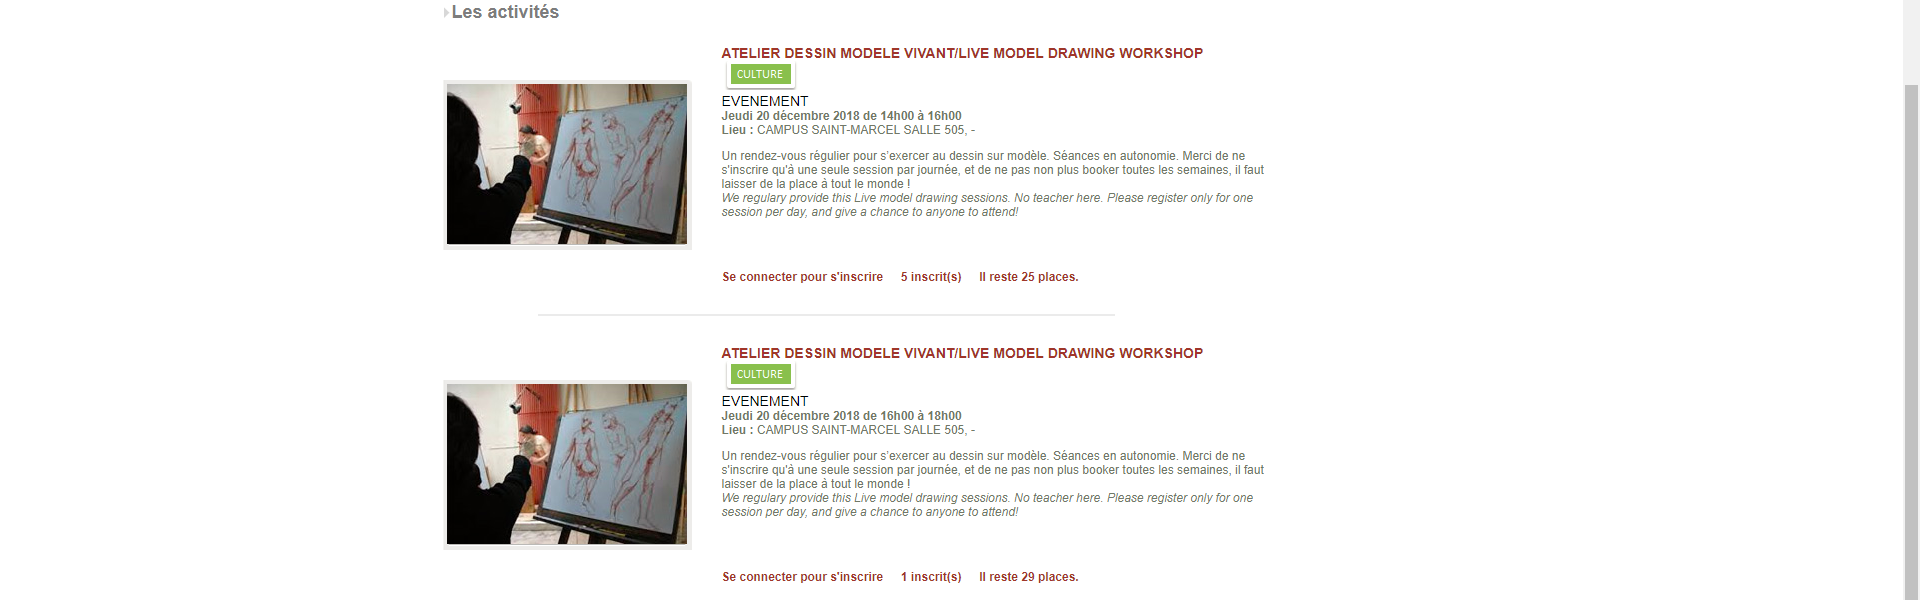 Les activités
ATELIER DESSIN MODELE VIVANT/LIVE MODEL DRAWING WORKSHOP
CULTURE
EVENEMENT
Jeudi 20 décembre 2018 de 14h00 à 16h00
Lieu : CAMPUS SAINT-MARCEL SALLE 505, -
Un rendez-vous régulier pour s’exercer au dessin sur modèle. Séances en autonomie. Merci de ne
s'inscrire qu'à une seule session par journée, et de ne pas non plus booker toutes les semaines, il faut
laisser de la place à tout le monde !
We regulary provide this Live model drawing sessions. No teacher here. Please register only for one
session per day, and give a chance to anyone to attend!
Se connecter pour s'inscrire 5 inscrit(s) Il reste 25 places.
ATELIER DESSIN MODELE VIVANT/LIVE MODEL DRAWING WORKSHOP
CULTURE
EVENEMENT
Jeudi 20 décembre 2018 de 16h00 à 18h00
Lieu : CAMPUS SAINT-MARCEL SALLE 505, -
Un rendez-vous régulier pour s’exercer au dessin sur modèle. Séances en autonomie. Merci de ne
s'inscrire qu'à une seule session par journée, et de ne pas non plus booker toutes les semaines, il faut
laisser de la place à tout le monde !
We regulary provide this Live model drawing sessions. No teacher here. Please register only for one
session per day, and give a chance to anyone to attend!
Se connecter pour s'inscrire 1 inscrit(s) Il reste 29 places.